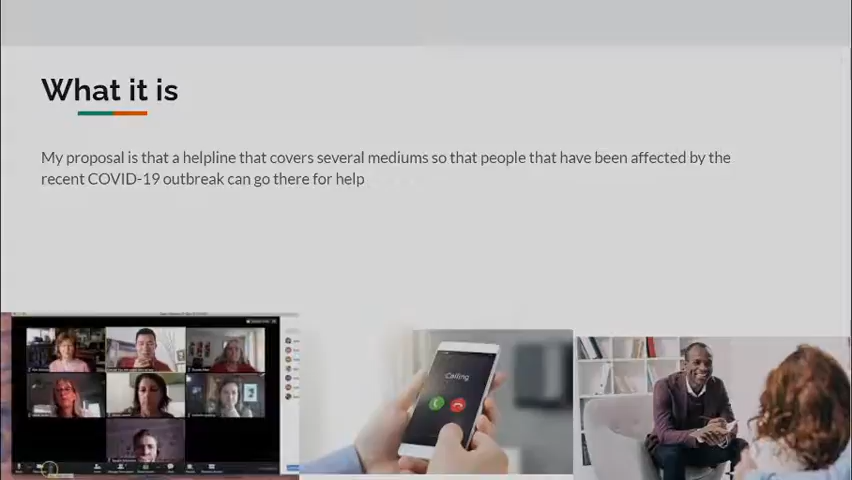 What it is
My proposal is that a helpline that covers several mediums so that people that have been affected by the
recent COVID-19 outbreak can go there for help
Calling